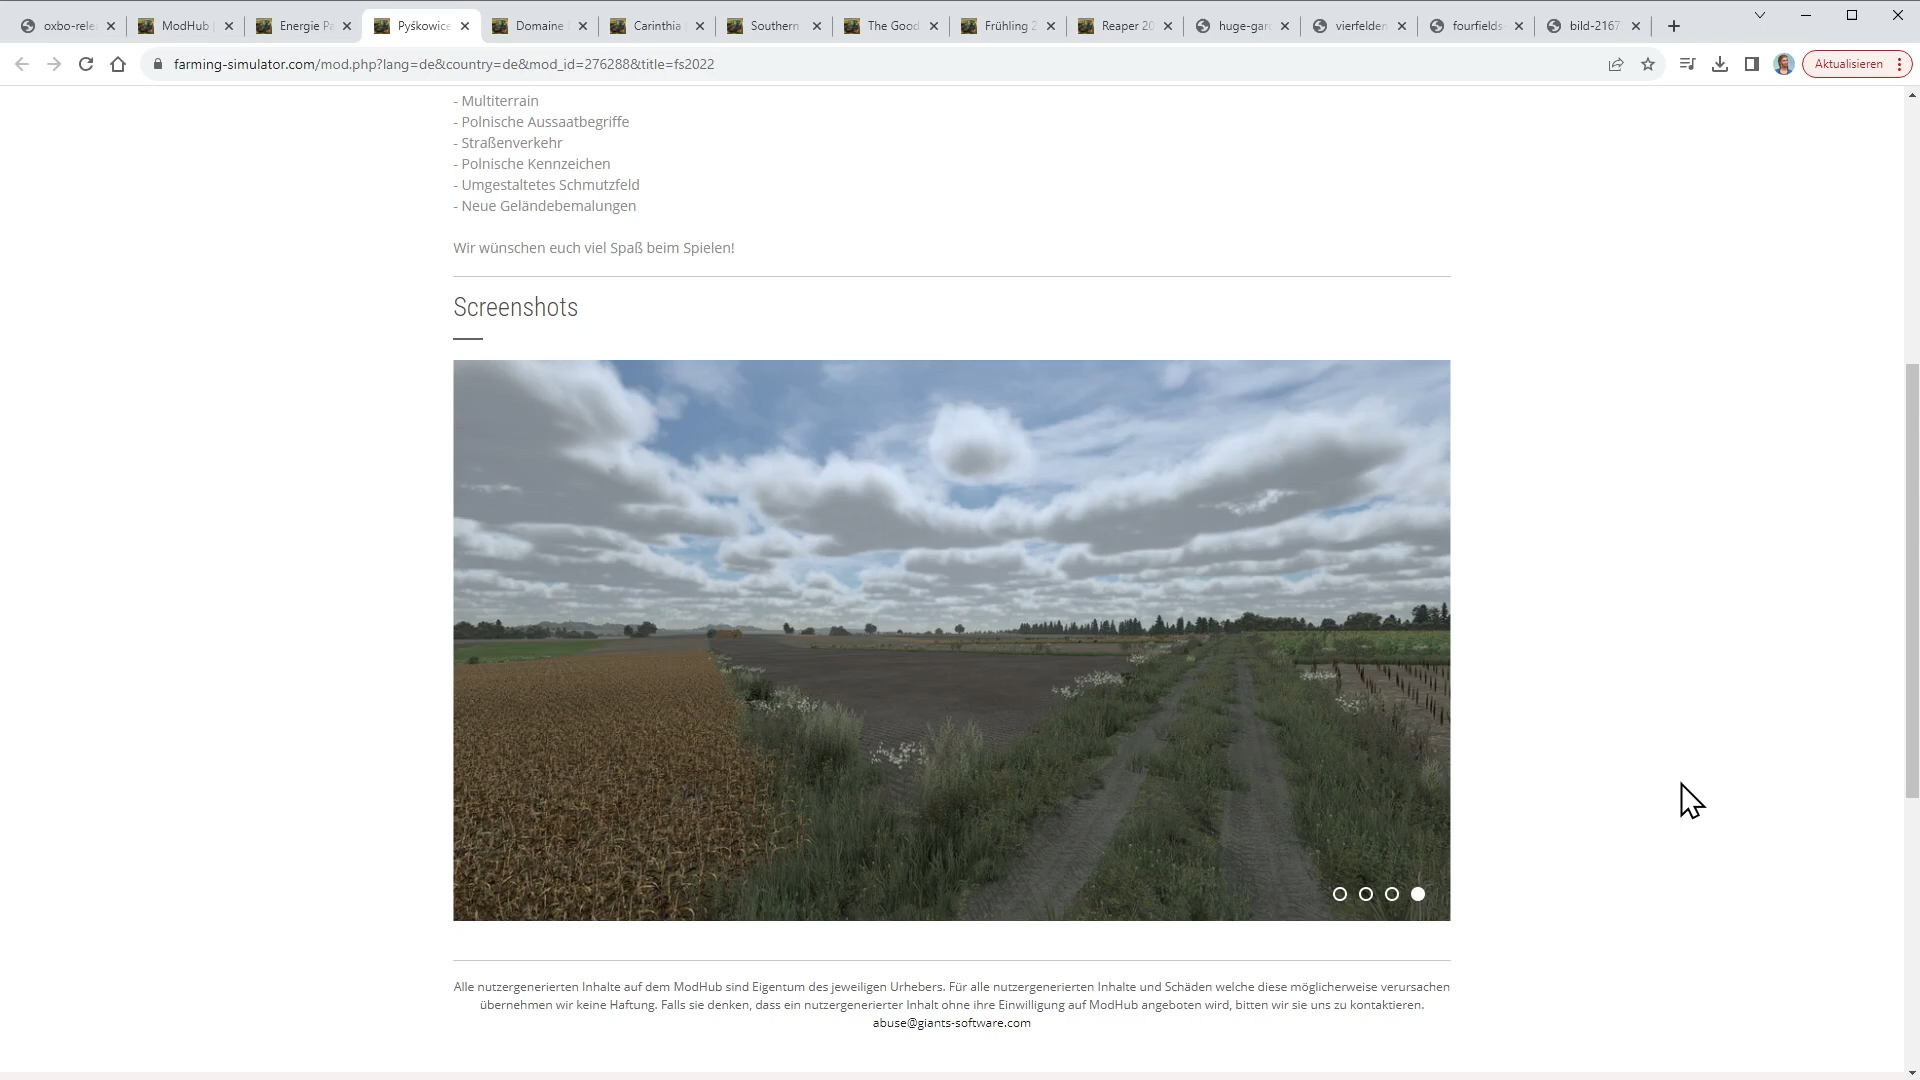 oxbo-rele
ModHub |
Energie Pa
Pyśkowice
Domaine
Carinthia
Southern
The Good
Frühling 2
Reaper 20
huge-gard
vierfelden
fourfields-
bild-2167
farming-simulator.com/mod.php?lang=de&country=de&mod_id=276288&title=fs2022
Aktualisieren
- Multiterrain
- Polnische Aussaatbegriffe
- Straßenverkehr
- Polnische Kennzeichen
- Umgestaltetes Schmutzfeld
- Neue Geländebemalungen
Wir wünschen euch viel Spaß beim Spielen!
Screenshots
Alle nutzergenerierten Inhalte auf dem ModHub sind Eigentum des jeweiligen Urhebers. Für alle nutzergenerierten Inhalte und Schäden welche diese möglicherweise verursachen
übernehmen wir keine Haftung. Falls sie denken, dass ein nutzergenerierter Inhalt ohne ihre Einwilligung auf ModHub angeboten wird, bitten wir sie uns zu kontaktieren.
abuse@giants-software.com